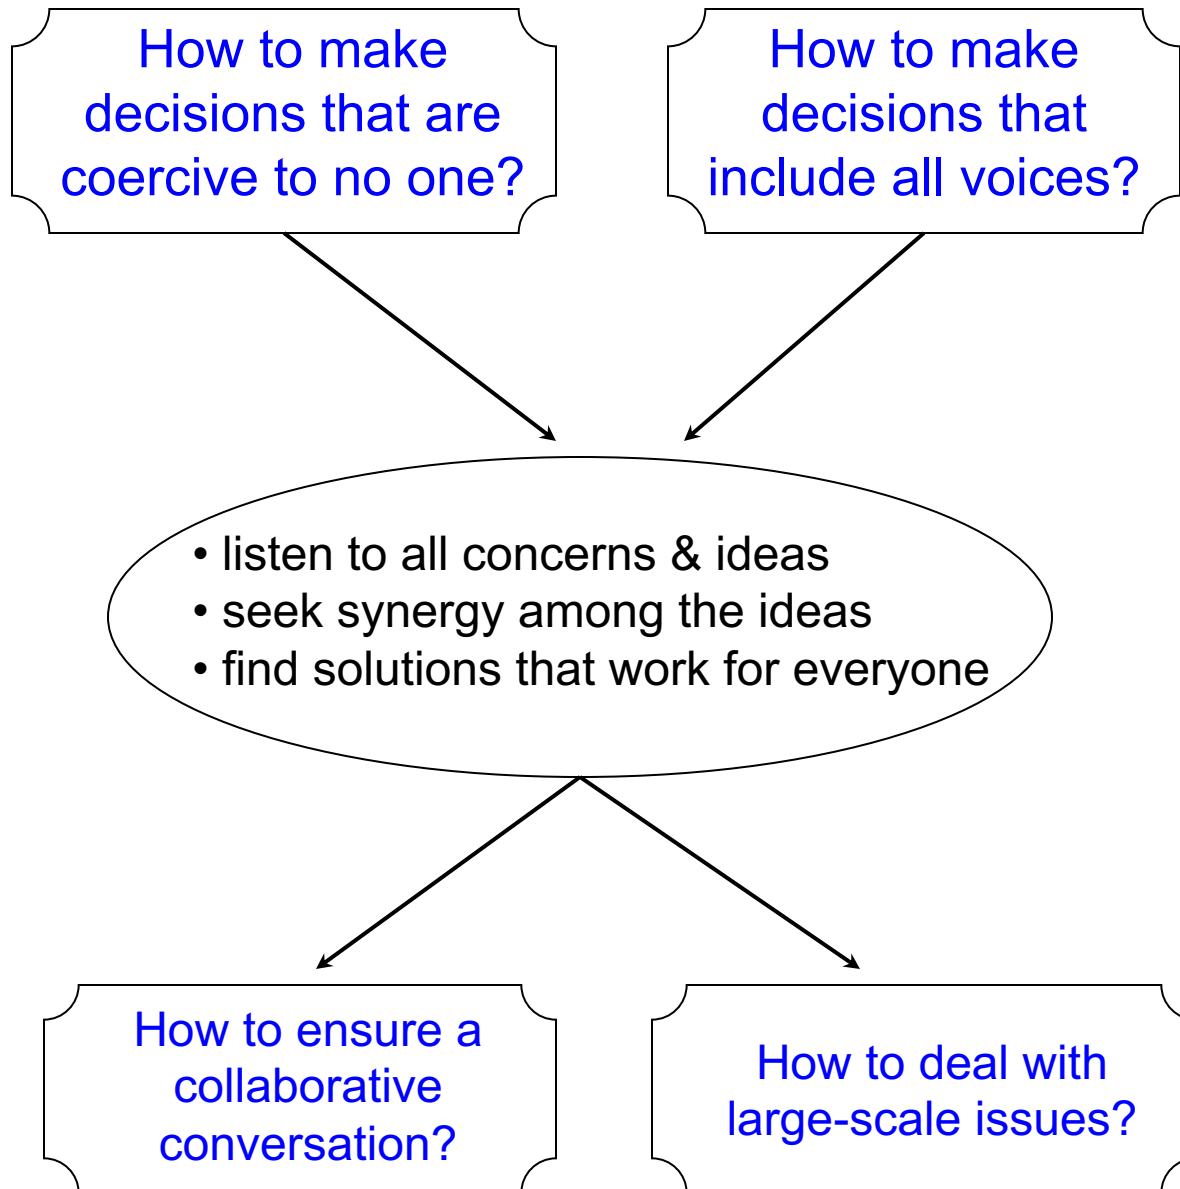 How to make
decisions that are
coercive to no one?
How to make
decisions that
include all voices?
• listen to all concerns & ideas
• seek synergy among the ideas
• find solutions that work for everyone
How to ensure a
collaborative
conversation?
How to deal with
large-scale issues?